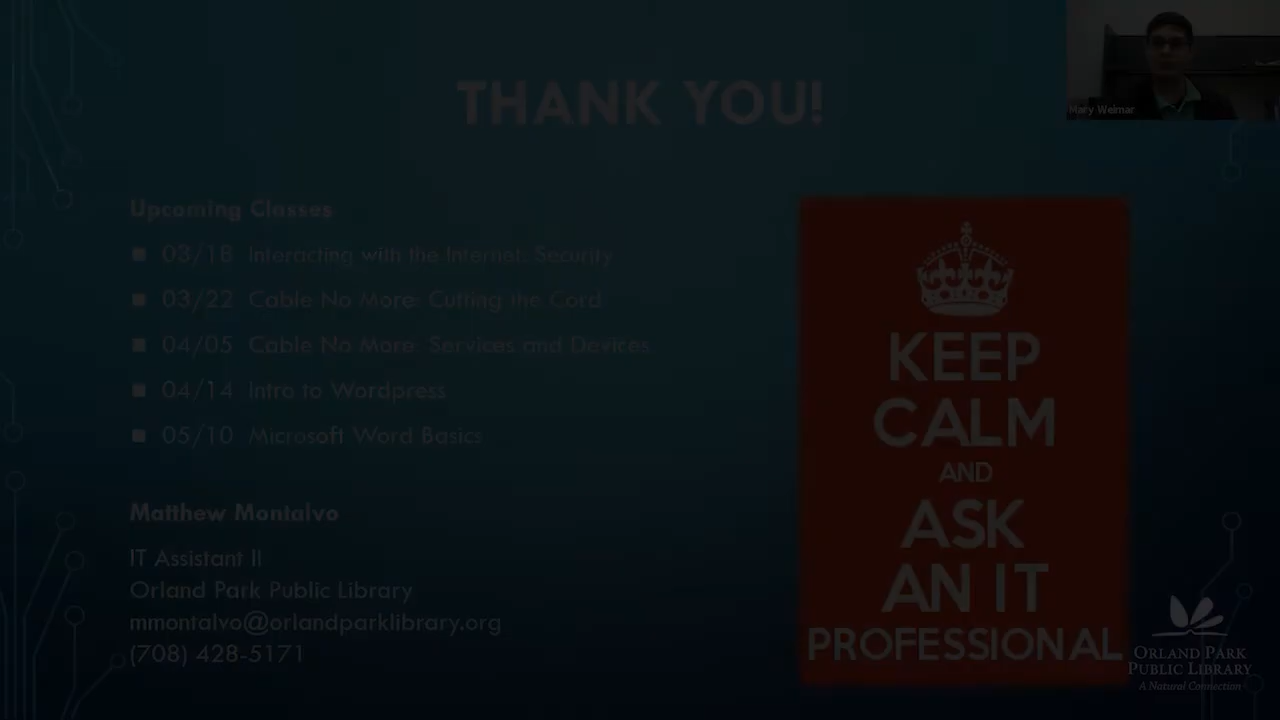 THANK YOU!
Mary Weimar
Upcoming Classes
03/18 Interacting with the Internet: Security
03/22 Cable No More: Cutting the Cord
04/05 Cable No More: Services and Devices
04/14 Intro to Wordpress
05/10 Microsoft Word Basics
Matthew Montalvo
IT Assistant II
Orland Park Public Library
mmontalvo@orlandparklibrary.org
(708) 428-5171
KEEP
CALM
AND
ASK
AN IT
PROFESSIONAL
ORLAND PARK
PUBLIC LIBRARY
A Natural Connection